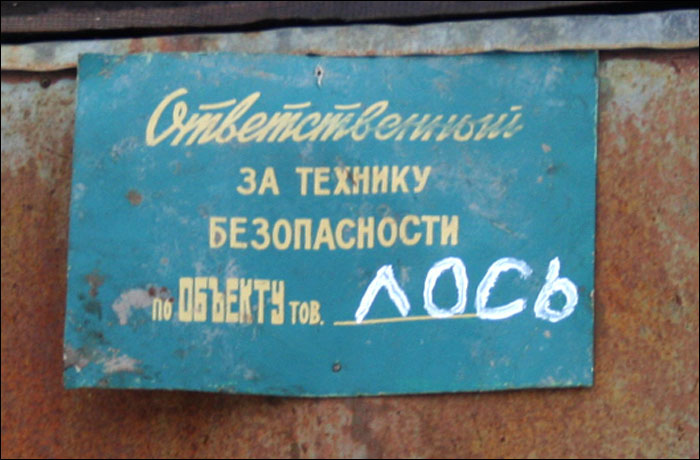 Ответственный
ЗА ТЕХНИКУ
БЕЗОПАСНОСТИ
по ОБЪЕКТУ тов. ЛОСЬ